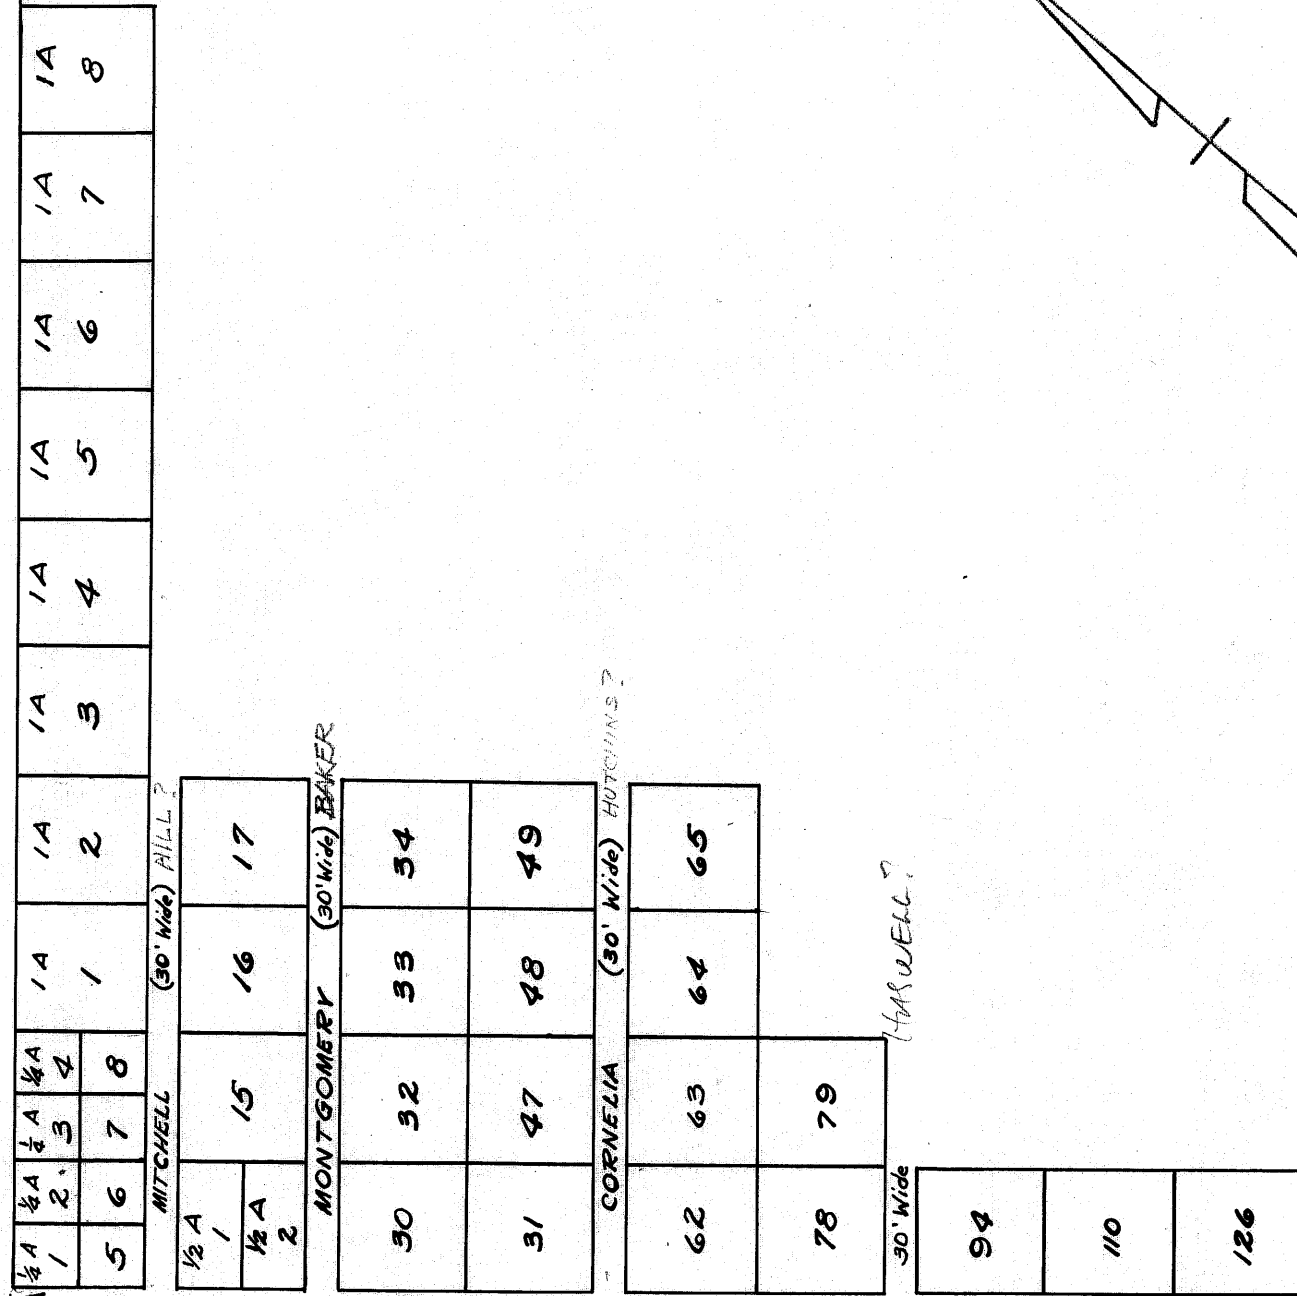 ¼A ¼A ¼A ¼A 1A 1A 1A 1A 1A 1A 1A 1A
1 2 3 4 1 2 3 4 5 6 7 8
5 6 7 8
MITCHELL (30' Wide) HILL?
½A
1
15 16 17
½A
2
MONTGOMERY (30' Wide) BAKER
30 32 33 34
31 47 48 49
CORNELIA (30' Wide) HUTCHINS?
62 63 64 65
78 79
30' Wide HASWELL?
94
110
126